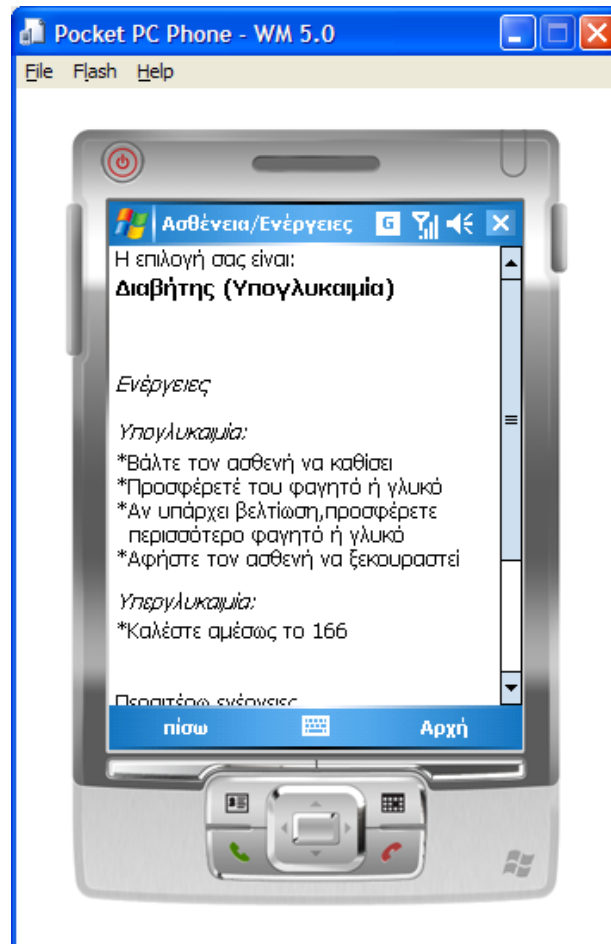 Pocket PC Phone - WM 5.0
File Flash Help
Ασθένεια/Ενέργειες G
Η επιλογή σας είναι:
Διαβήτης (Υπογλυκαιμία)
Ενέργειες
Υπογλυκαιμία:
*Βάλτε τον ασθενή να καθίσει
*Προσφέρετέ του φαγητό ή γλυκό
*Αν υπάρχει βελτίωση,προσφέρετε
περισσότερο φαγητό ή γλυκό
*Αφήστε τον ασθενή να ξεκουραστεί
Υπεργλυκαιμία:
*Καλέστε αμέσως το 166
Περαιτέρω ενέργειες
πίσω Αρχή